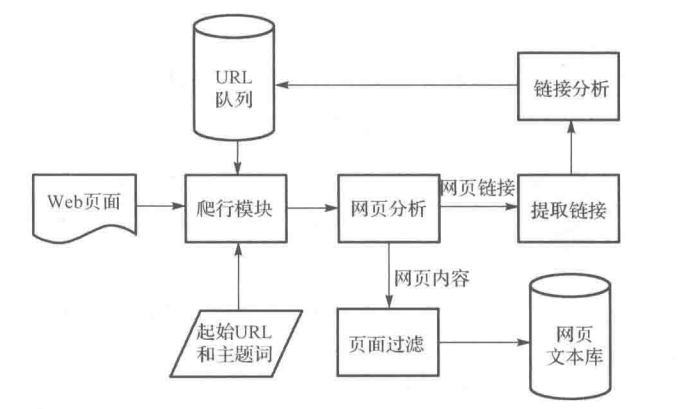 URL
队列
链接分析
Web页面
爬行模块
网页分析
网页链接
提取链接
网页内容
起始URL
和主题词
页面过滤
网页
文本库